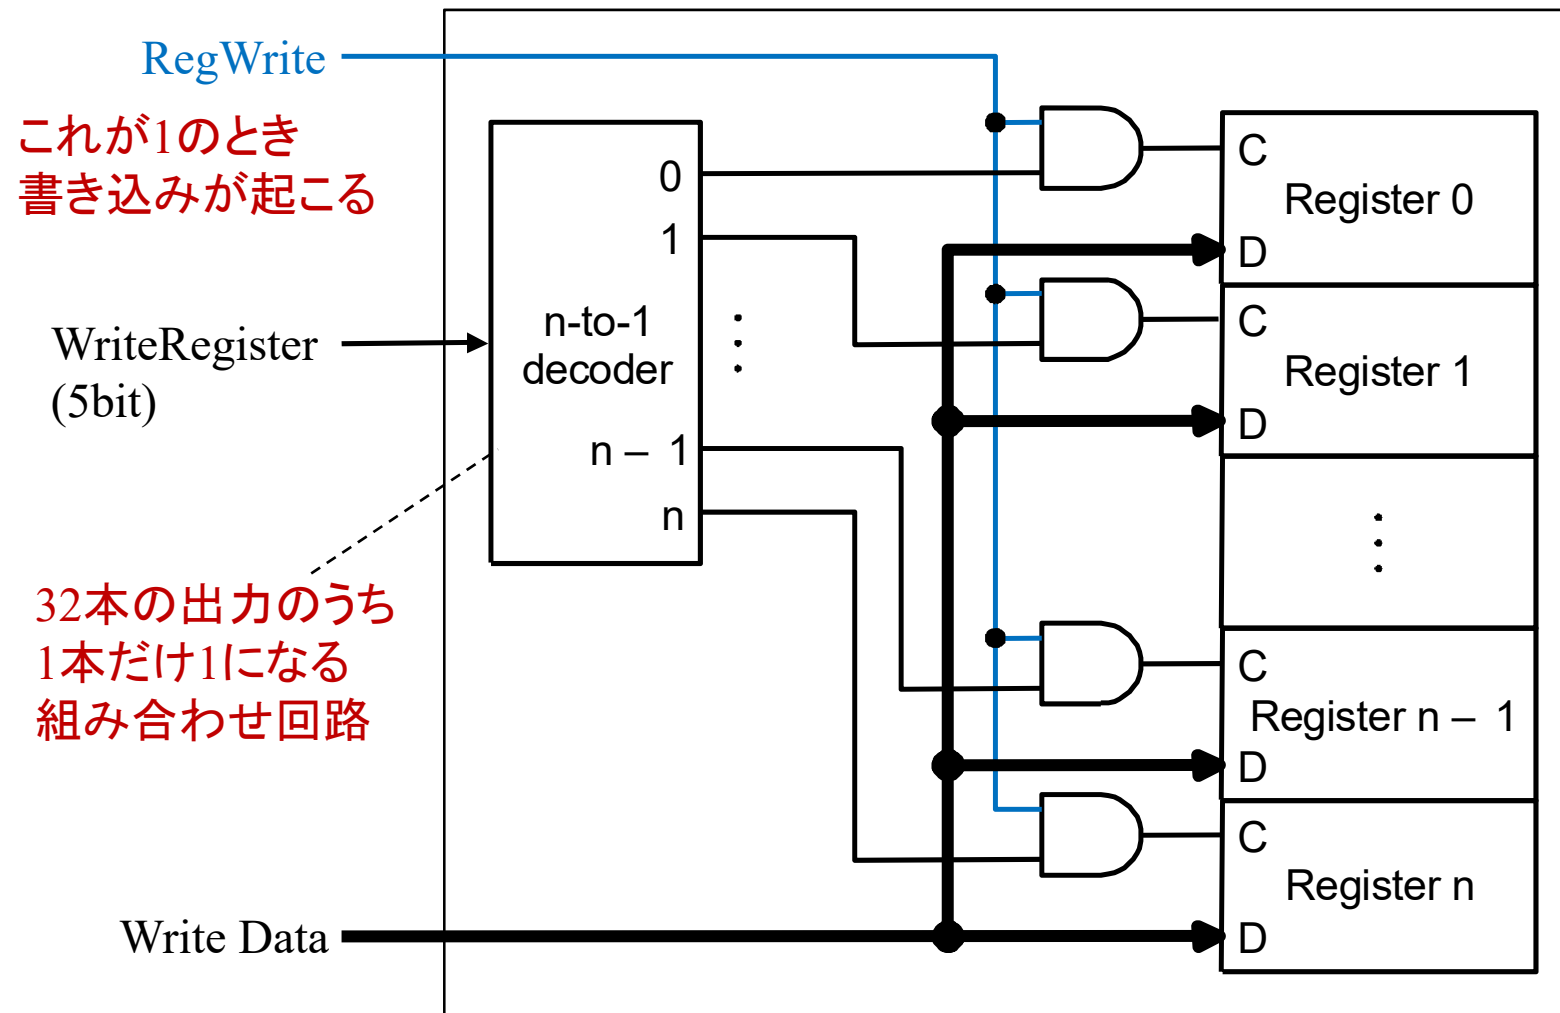 RegWrite
これが1のとき
書き込みが起こる
WriteRegister
(5bit)
32本の出力のうち
1本だけ1になる
組み合わせ回路
Write Data
0
1
n-to-1
decoder
n – 1
n
C
Register 0
D
C
Register 1
D
C
Register n – 1
D
C
Register n
D